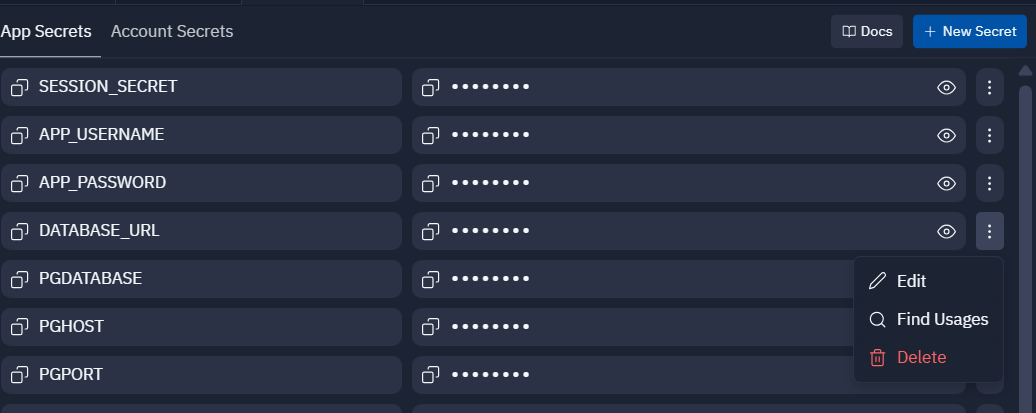 App Secrets Account Secrets Docs + New Secret
SESSION_SECRET ••••••••
APP_USERNAME ••••••••
APP_PASSWORD ••••••••
DATABASE_URL ••••••••
PGDATABASE ••••••••
Edit
PGHOST ••••••••
Find Usages
Delete
PGPORT ••••••••